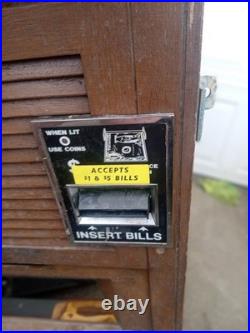 WHEN LIT
USE COINS
ACCEPTS
$1 & $5 BILLS
INSERT BILLS